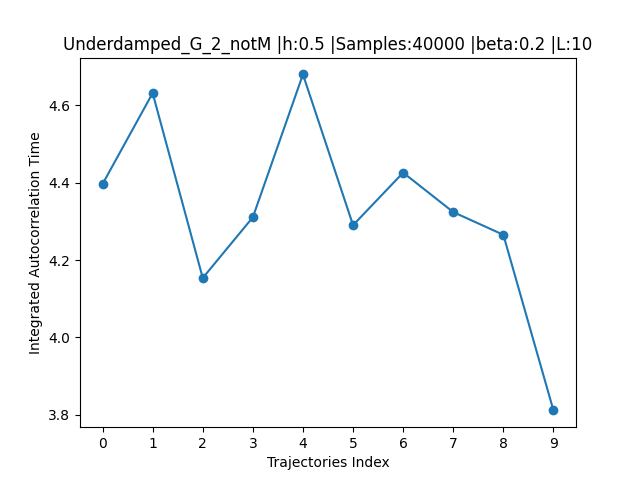 Underdamped_G_2_notM |h:0.5 |Samples:40000 |beta:0.2 |L:10
Integrated Autocorrelation Time
4.6
4.4
4.2
4.0
3.8
0 1 2 3 4 5 6 7 8 9
Trajectories Index